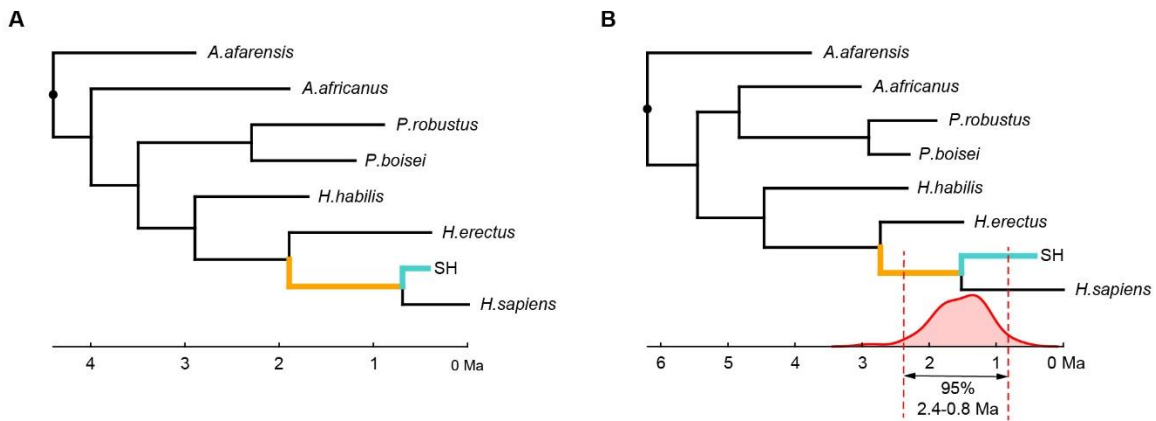 A
A.afarensis
A.africanus
P.robustus
P.boisei
H.habilis
H.erectus
SH
H.sapiens
4 3 2 1 0 Ma
B
A.afarensis
A.africanus
P.robustus
P.boisei
H.habilis
H.erectus
SH
H.sapiens
6 5 4 3 2 1 0 Ma
95%
2.4-0.8 Ma